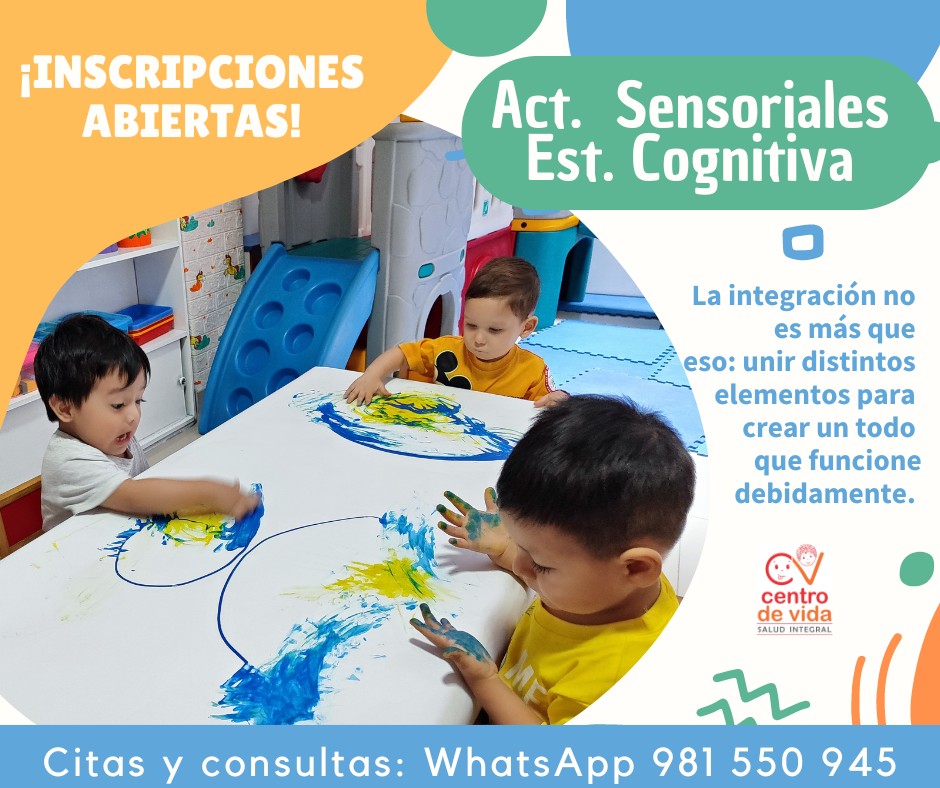 ¡INSCRIPCIONES
ABIERTAS!
Act. Sensoriales
Est. Cognitiva
La integración no
es más que
eso: unir distintos
elementos para
crear un todo
que funcione
debidamente.
CV
centro
de vida
SALUD INTEGRAL
Citas y consultas: WhatsApp 981 550 945